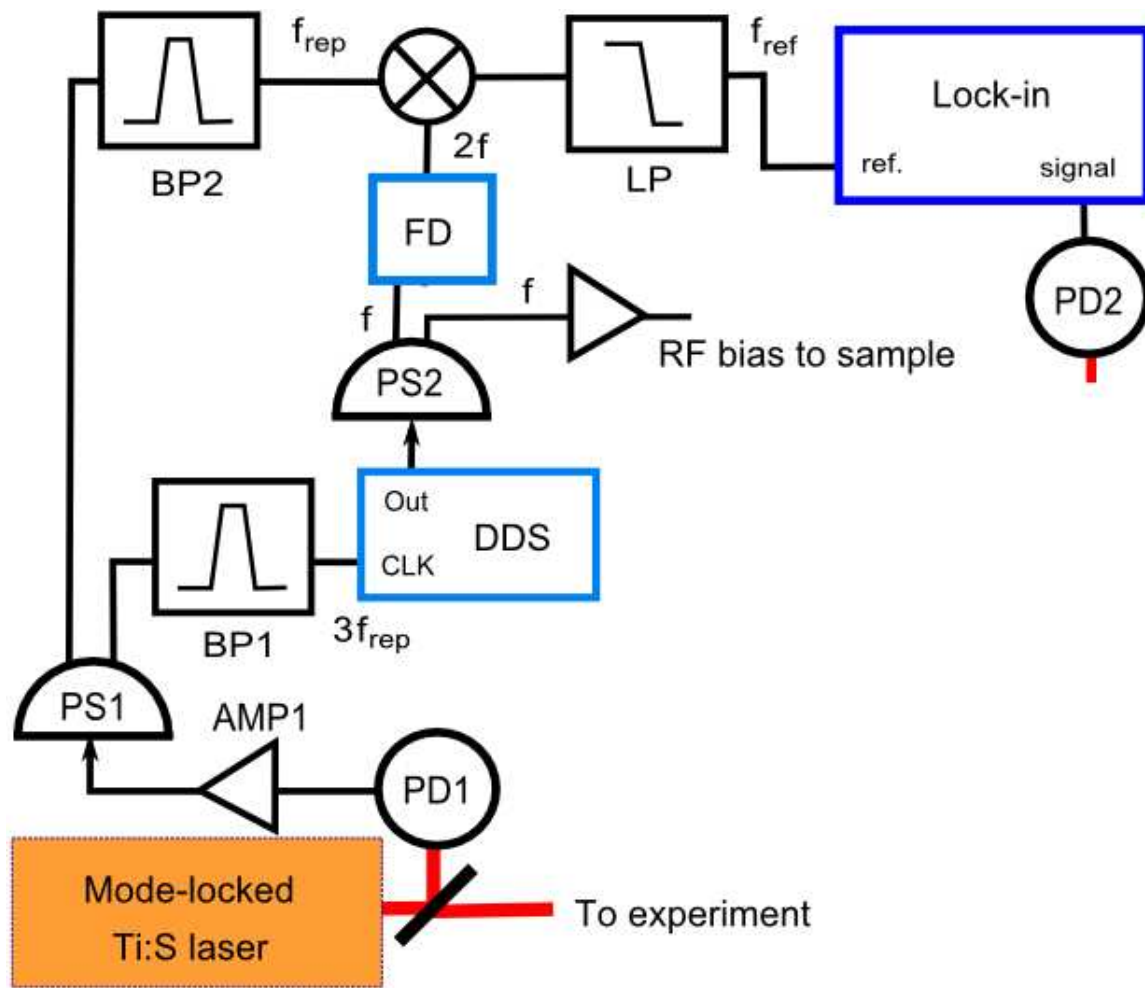 f_rep
f_ref
Lock-in
ref.
signal
BP2
2f
LP
FD
f
f
PD2
RF bias to sample
PS2
Out
DDS
CLK
BP1
3f_rep
PS1
AMP1
PD1
Mode-locked
Ti:S laser
To experiment